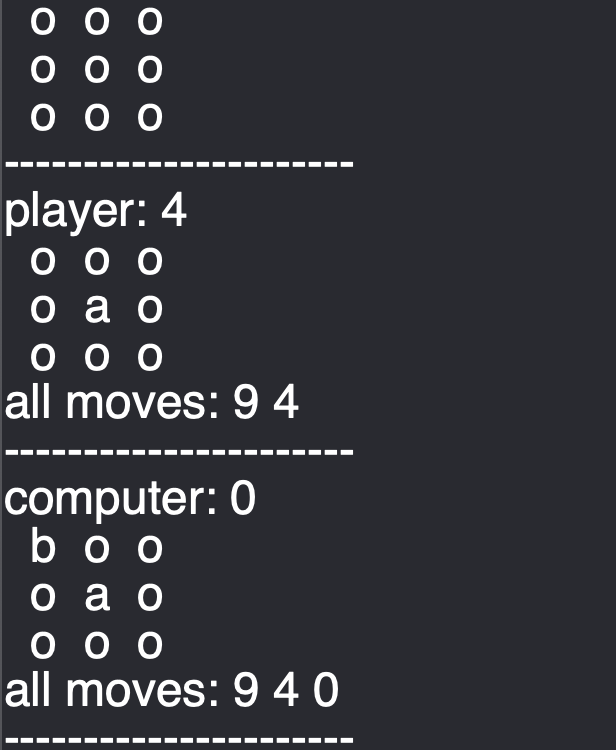 o o o
o o o
o o o
----------------------
player: 4
o o o
o a o
o o o
all moves: 9 4
----------------------
computer: 0
b o o
o a o
o o o
all moves: 9 4 0
----------------------